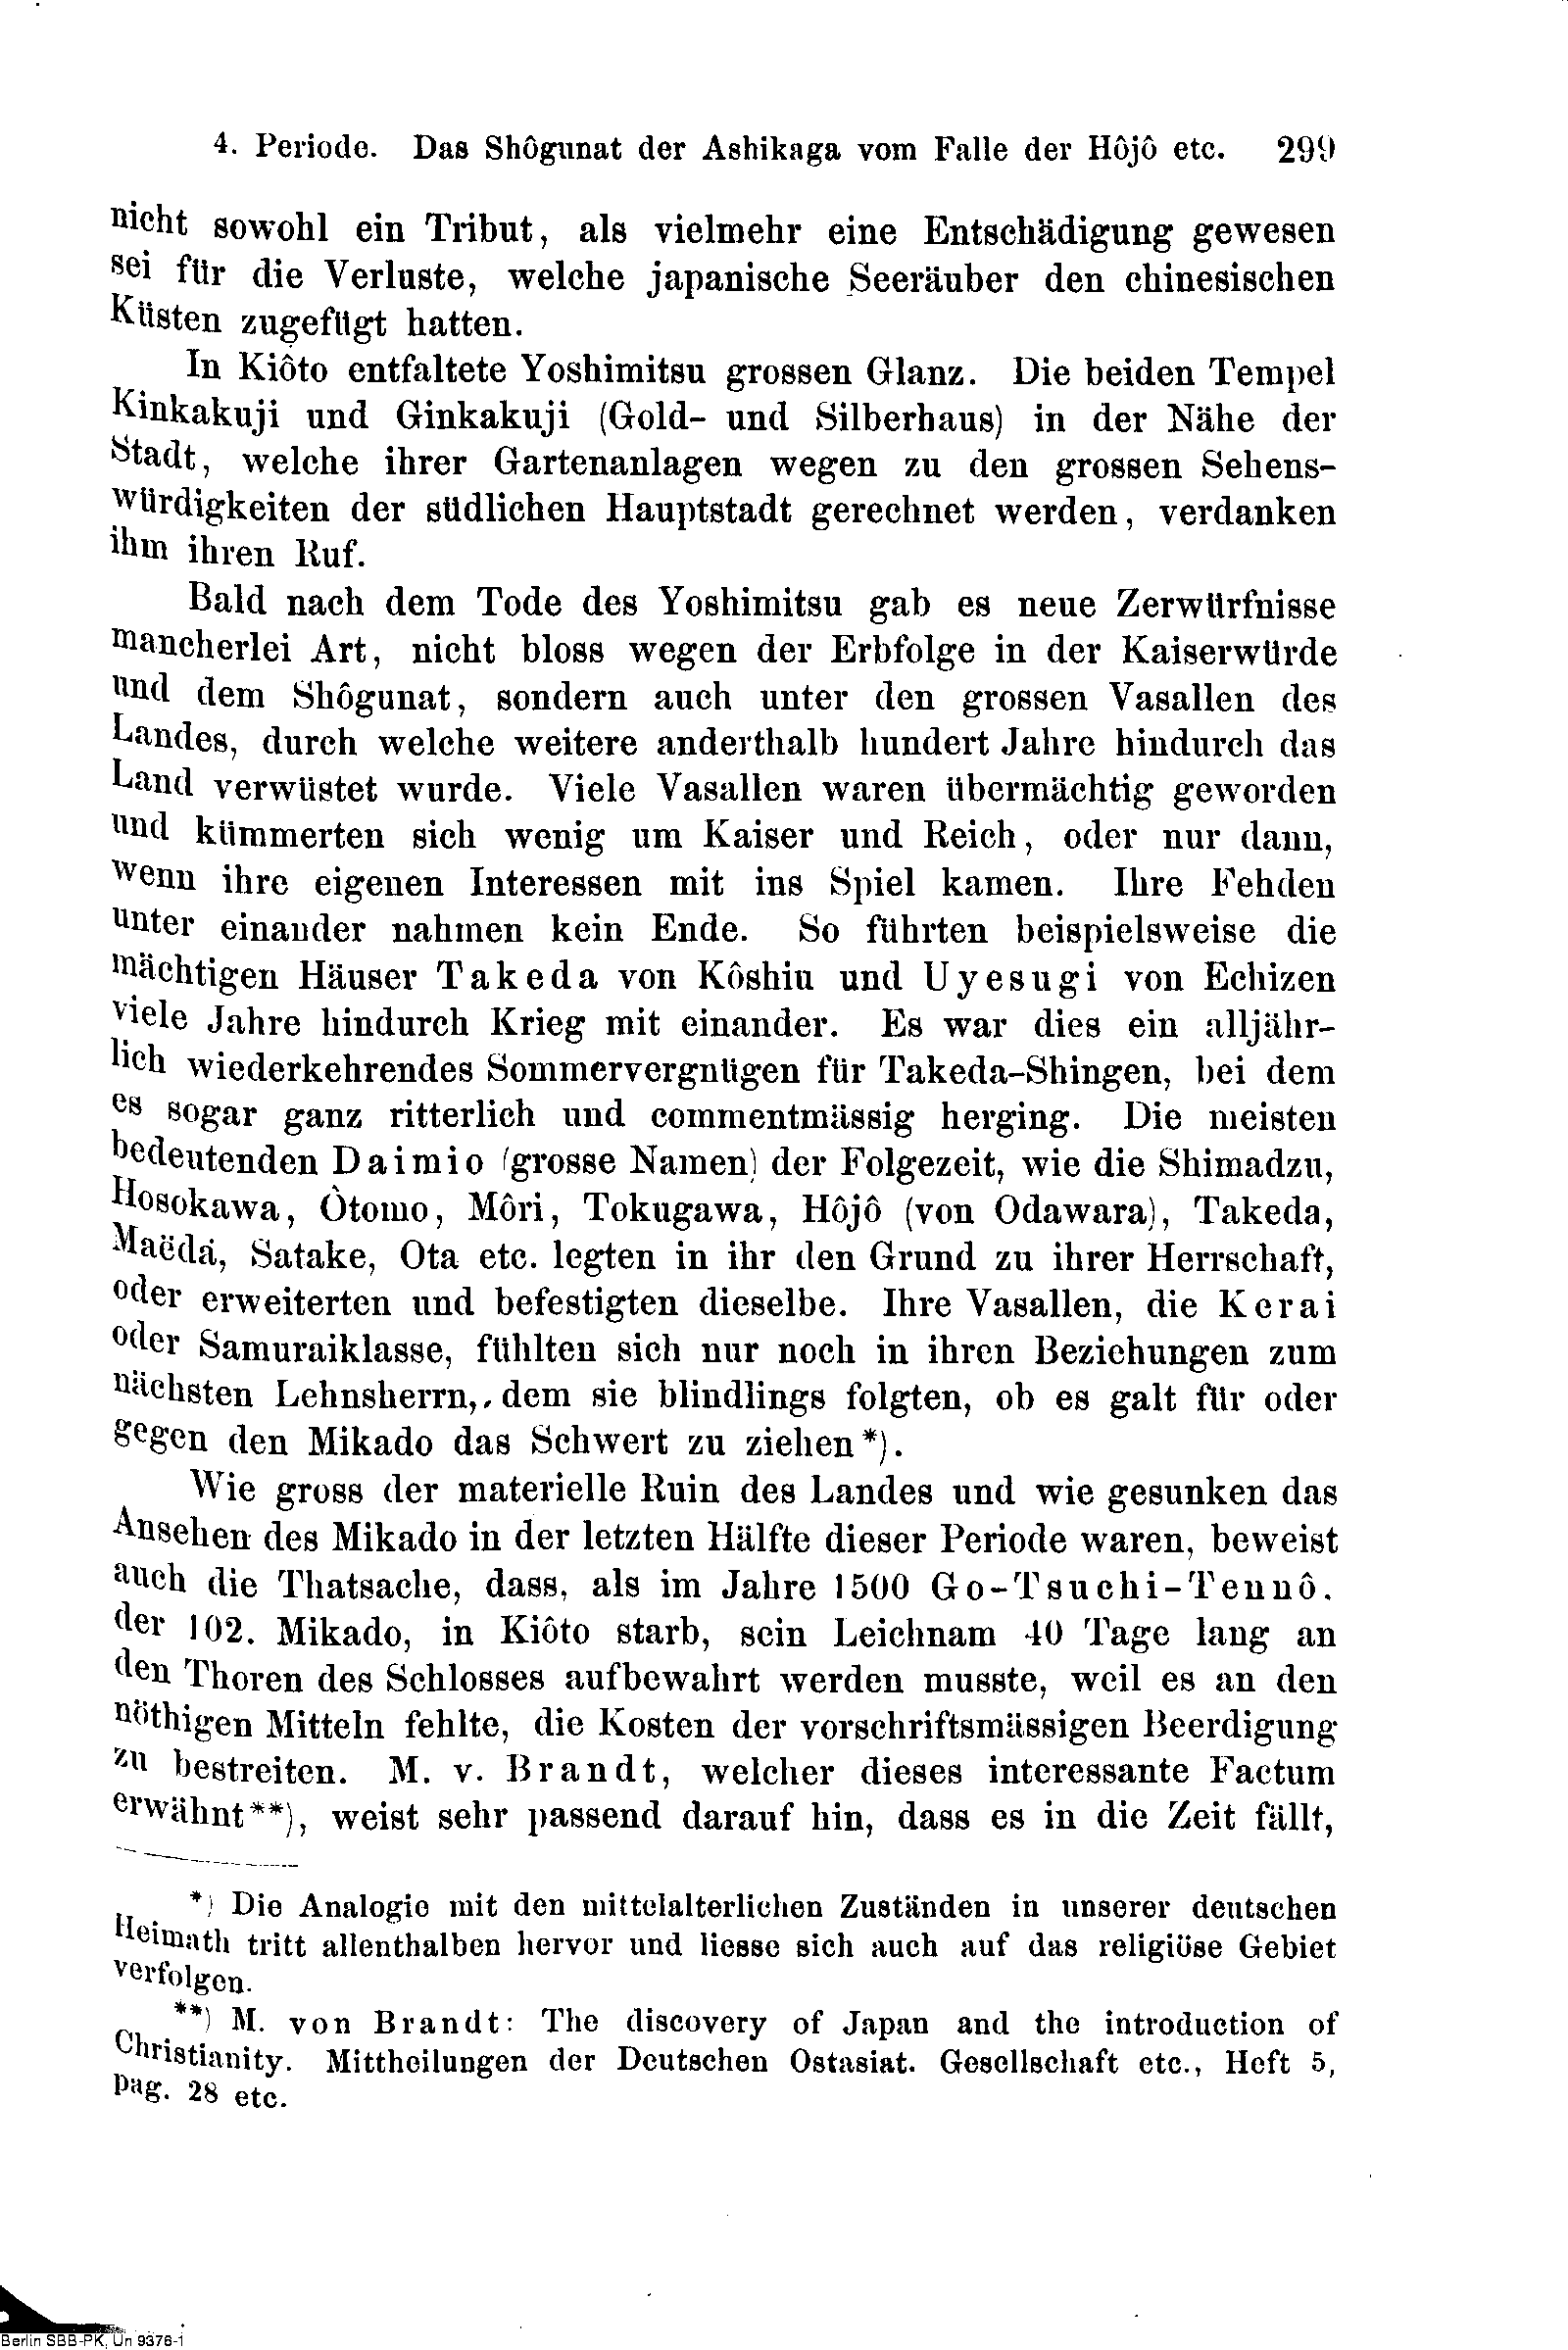 4. Periode. Das Shôgunat der Ashikaga vom Falle der Hôjô etc. 299
nicht sowohl ein Tribut, als vielmehr eine Entschädigung gewesen
sei für die Verluste, welche japanische Seeräuber den chinesischen
Küsten zugefügt hatten.
In Kiôto entfaltete Yoshimitsu grossen Glanz. Die beiden Tempel
Kinkakuji und Ginkakuji (Gold- und Silberhaus) in der Nähe der
Stadt, welche ihrer Gartenanlagen wegen zu den grossen Sehens-
würdigkeiten der südlichen Hauptstadt gerechnet werden, verdanken
ihm ihren Ruf.
Bald nach dem Tode des Yoshimitsu gab es neue Zerwürfnisse
mancherlei Art, nicht bloss wegen der Erbfolge in der Kaiserwürde
und dem Shôgunat, sondern auch unter den grossen Vasallen des
Landes, durch welche weitere anderthalb hundert Jahre hindurch das
Land verwüstet wurde. Viele Vasallen waren übermächtig geworden
und kümmerten sich wenig um Kaiser und Reich, oder nur dann,
wenn ihre eigenen Interessen mit ins Spiel kamen. Ihre Fehden
unter einander nahmen kein Ende. So führten beispielsweise die
mächtigen Häuser Takeda von Kôshiu und Uyesugi von Echizen
viele Jahre hindurch Krieg mit einander. Es war dies ein alljähr-
lich wiederkehrendes Sommervergnügen für Takeda-Shingen, bei dem
es sogar ganz ritterlich und commentmässig herging. Die meisten
bedeutenden Daimio (grosse Namen) der Folgezeit, wie die Shimadzu,
Hosokawa, Ôtomo, Môri, Tokugawa, Hôjô (von Odawara), Takeda,
Maëda, Satake, Ota etc. legten in ihr den Grund zu ihrer Herrschaft,
oder erweiterten und befestigten dieselbe. Ihre Vasallen, die Kerai
oder Samuraiklasse, fühlten sich nur noch in ihren Beziehungen zum
nächsten Lehnsherrn, dem sie blindlings folgten, ob es galt für oder
gegen den Mikado das Schwert zu ziehen*).
Wie gross der materielle Ruin des Landes und wie gesunken das
Ansehen des Mikado in der letzten Hälfte dieser Periode waren, beweist
auch die Thatsache, dass, als im Jahre 1500 Go-Tsuchi-Tennô,
der 102. Mikado, in Kiôto starb, sein Leichnam 40 Tage lang an
den Thoren des Schlosses aufbewahrt werden musste, weil es an den
nöthigen Mitteln fehlte, die Kosten der vorschriftsmässigen Beerdigung
zu bestreiten. M. v. Brandt, welcher dieses interessante Factum
erwähnt**), weist sehr passend darauf hin, dass es in die Zeit fällt,
*) Die Analogie mit den mittelalterlichen Zuständen in unserer deutschen
Heimath tritt allenthalben hervor und liesse sich auch auf das religiöse Gebiet
verfolgen.
**) M. von Brandt: The discovery of Japan and the introduction of
Christianity. Mittheilungen der Deutschen Ostasiat. Gesellschaft etc., Heft 5,
pag. 28 etc.
Berlin SBB-PK, Un 9376-1